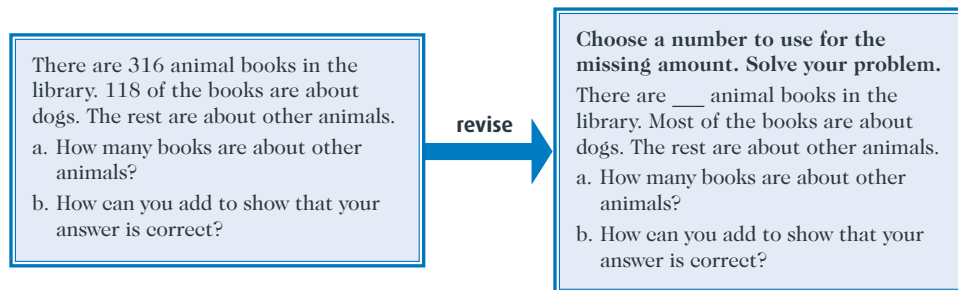 There are 316 animal books in the
library. 118 of the books are about
dogs. The rest are about other animals.
a. How many books are about other
animals?
b. How can you add to show that your
answer is correct?
revise
Choose a number to use for the
missing amount. Solve your problem.
There are ___ animal books in the
library. Most of the books are about
dogs. The rest are about other animals.
a. How many books are about other
animals?
b. How can you add to show that your
answer is correct?